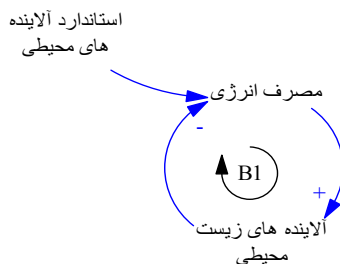 استاندارد آلاینده
های محیطی
مصرف انرژی
-
B1
+
آلاینده های زیست
محیطی